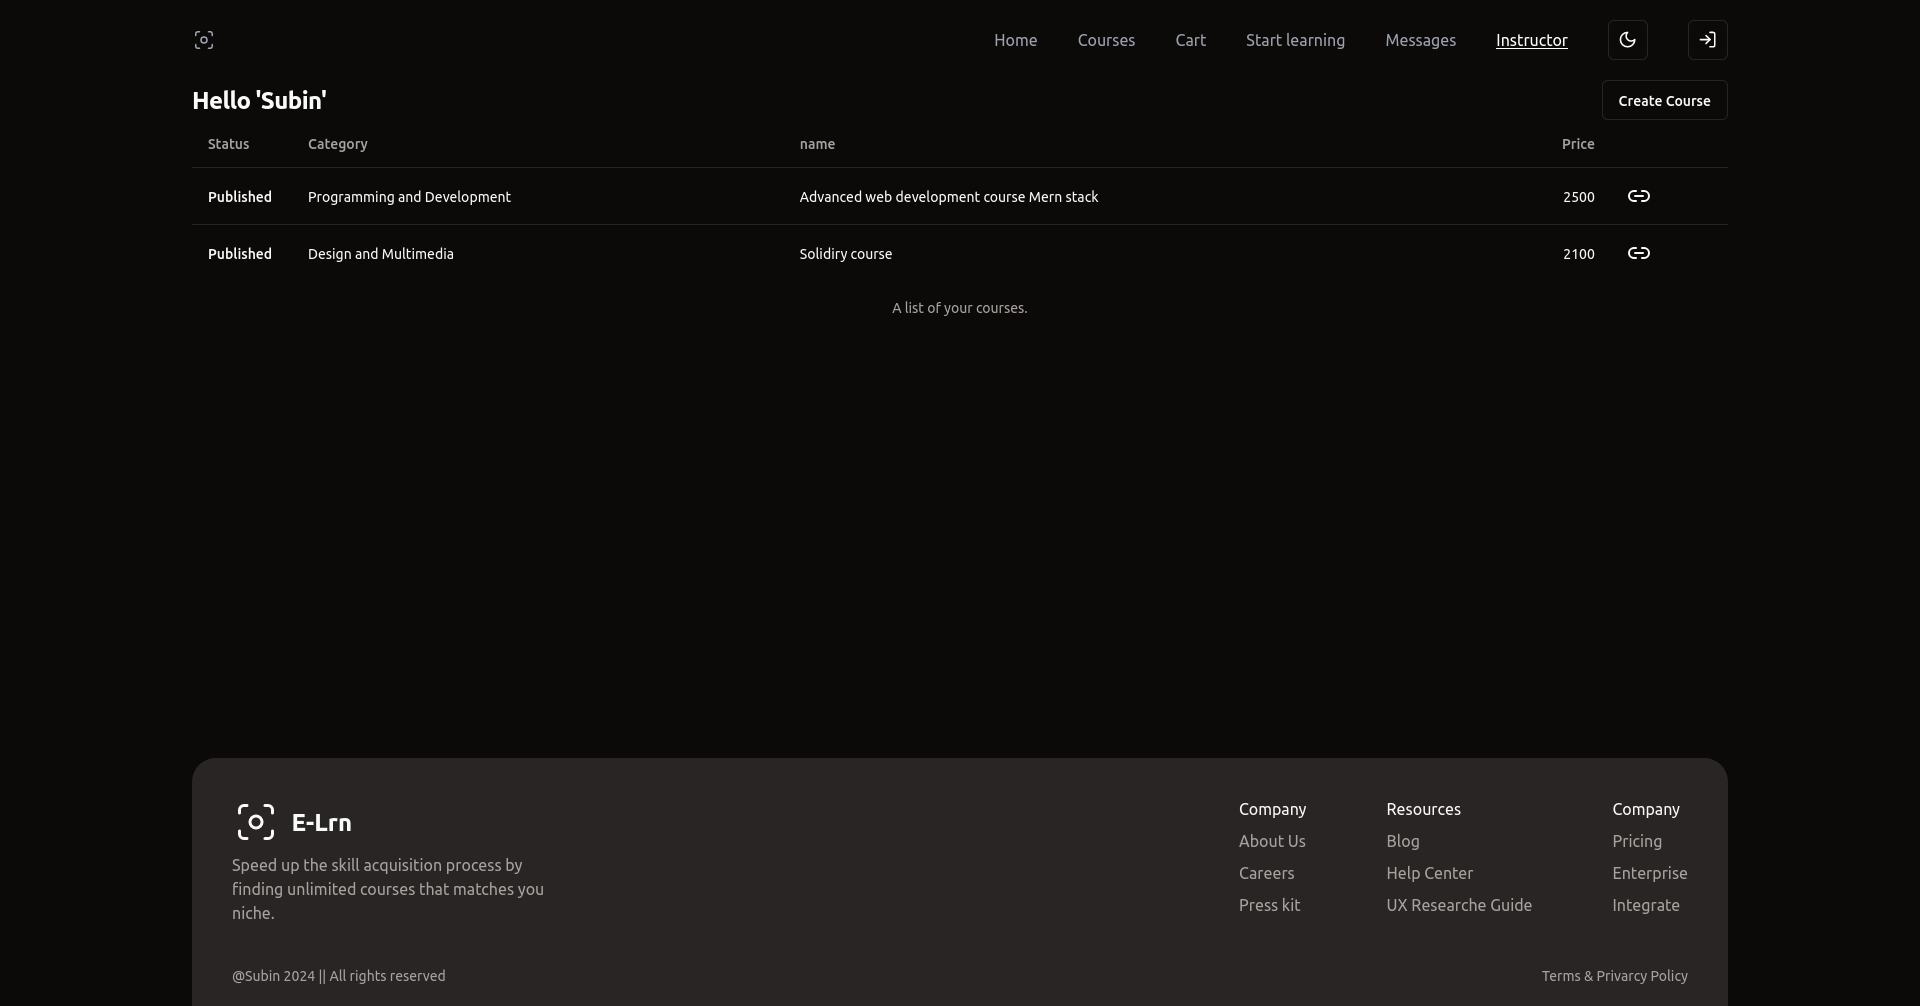 Home Courses Cart Start learning Messages Instructor
Hello 'Subin' Create Course
Status Category name Price
Published Programming and Development Advanced web development course Mern stack 2500
Published Design and Multimedia Solidiry course 2100
A list of your courses.
E-Lrn
Speed up the skill acquisition process by
finding unlimited courses that matches you
niche.
Company Resources Company
About Us Blog Pricing
Careers Help Center Enterprise
Press kit UX Researche Guide Integrate
@Subin 2024 || All rights reserved Terms & Privarcy Policy